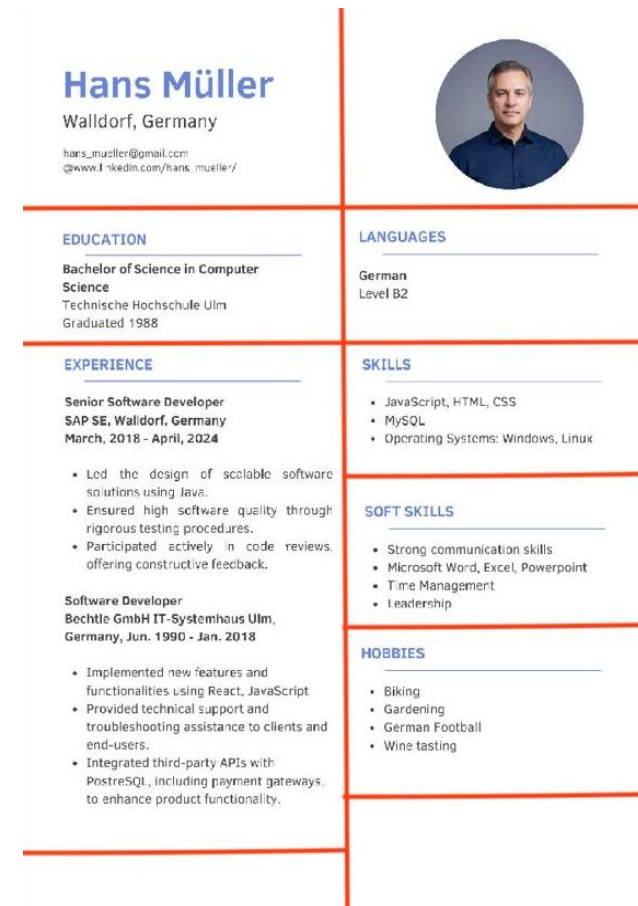 Hans Müller
Walldorf, Germany
hans_mueller@gmail.com
@www.linkedin.com/hans_mueller/
EDUCATION
Bachelor of Science in Computer
Science
Technische Hochschule Ulm
Graduated 1988
LANGUAGES
German
Level B2
EXPERIENCE
Senior Software Developer
SAP SE, Walldorf, Germany
March, 2018 - April, 2024
• Led the design of scalable software
solutions using Java.
• Ensured high software quality through
rigorous testing procedures.
• Participated actively in code reviews,
offering constructive feedback.
Software Developer
Bechtle GmbH IT-Systemhaus Ulm,
Germany, Jun. 1990 - Jan. 2018
• Implemented new features and
functionalities using React, JavaScript
• Provided technical support and
troubleshooting assistance to clients and
end-users.
• Integrated third-party APIs with
PostreSQL, including payment gateways,
to enhance product functionality.
SKILLS
• JavaScript, HTML, CSS
• MySQL
• Operating Systems: Windows, Linux
SOFT SKILLS
• Strong communication skills
• Microsoft Word, Excel, Powerpoint
• Time Management
• Leadership
HOBBIES
• Biking
• Gardening
• German Football
• Wine tasting